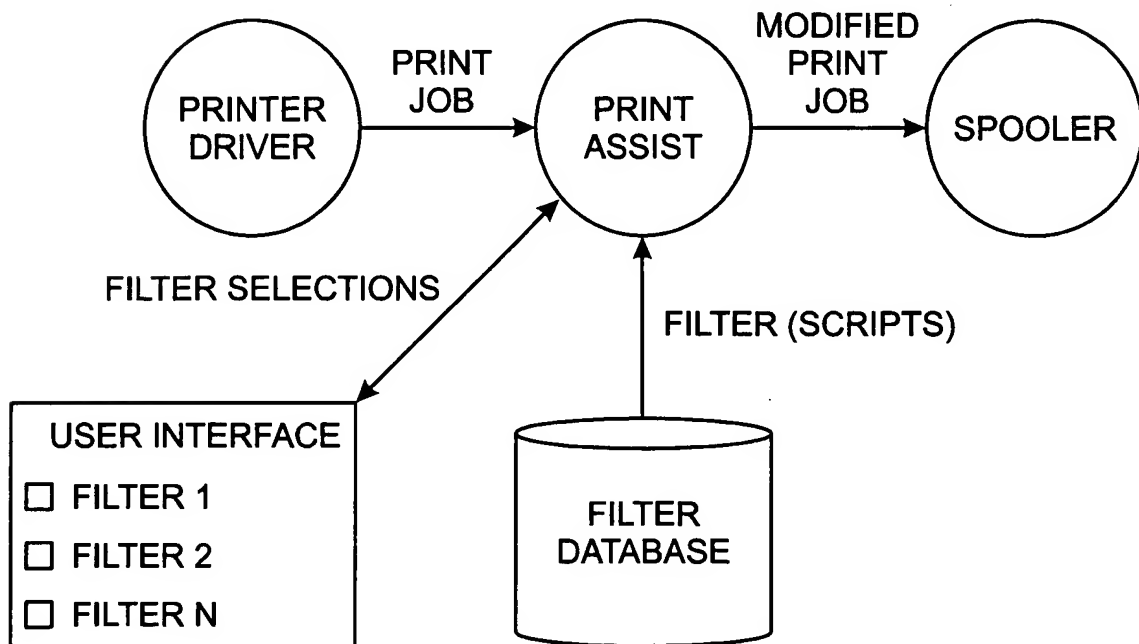 PRINTER
DRIVER
PRINT
JOB
PRINT
ASSIST
MODIFIED
PRINT
JOB
SPOOLER
FILTER SELECTIONS
FILTER (SCRIPTS)
USER INTERFACE
FILTER 1
FILTER 2
FILTER N
FILTER
DATABASE